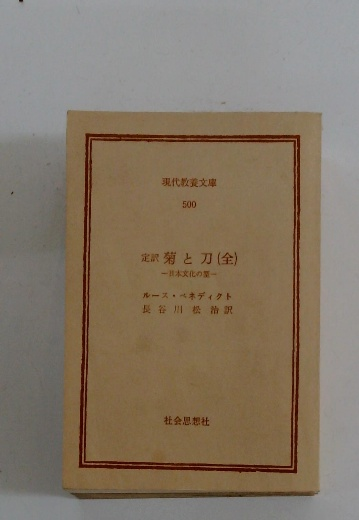 現代教養文庫
500
定訳 菊と刀(全)
―日本文化の型―
ルース・ベネディクト
長谷川松治訳
社会思想社